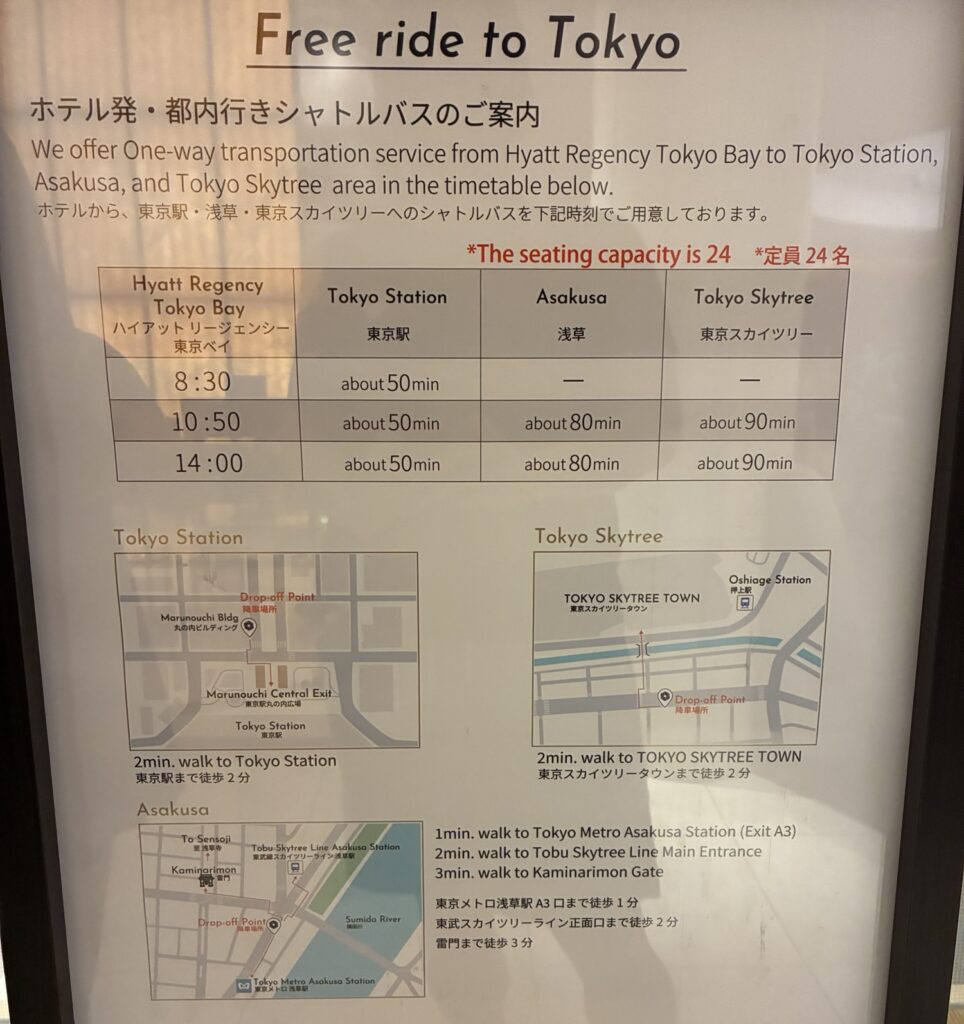 Free ride to Tokyo
ホテル発・都内行きシャトルバスのご案内
We offer One-way transportation service from Hyatt Regency Tokyo Bay to Tokyo Station,
Asakusa, and Tokyo Skytree area in the timetable below.
ホテルから、東京駅・浅草・東京スカイツリーへのシャトルバスを下記時刻でご用意しております。
*The seating capacity is 24 *定員 24 名
Hyatt Regency
Tokyo Bay
ハイアット リージェンシー
東京ベイ
Tokyo Station
東京駅
Asakusa
浅草
Tokyo Skytree
東京スカイツリー
8:30 about 50min — —
10:50 about 50min about 80min about 90min
14:00 about 50min about 80min about 90min
Tokyo Station
Drop-off Point
降車場所
Marunouchi Bldg
丸の内ビルディング
Marunouchi Central Exit
東京駅丸の内広場
Tokyo Station
東京駅
2min. walk to Tokyo Station
東京駅まで徒歩 2 分
Tokyo Skytree
Oshiage Station
押上駅
TOKYO SKYTREE TOWN
東京スカイツリータウン
Drop-off Point
降車場所
2min. walk to TOKYO SKYTREE TOWN
東京スカイツリータウンまで徒歩 2 分
Asakusa
To Sensoji
至 浅草寺
Tobu Skytree Line Asakusa Station
東武線スカイツリーライン 浅草駅
Kaminarimon
雷門
Drop-off Point
降車場所
Sumida River
隅田川
Tokyo Metro Asakusa Station
東京メトロ 浅草駅
1min. walk to Tokyo Metro Asakusa Station (Exit A3)
2min. walk to Tobu Skytree Line Main Entrance
3min. walk to Kaminarimon Gate
東京メトロ浅草駅 A3 口まで徒歩 1 分
東武スカイツリーライン正面口まで徒歩 2 分
雷門まで徒歩 3 分